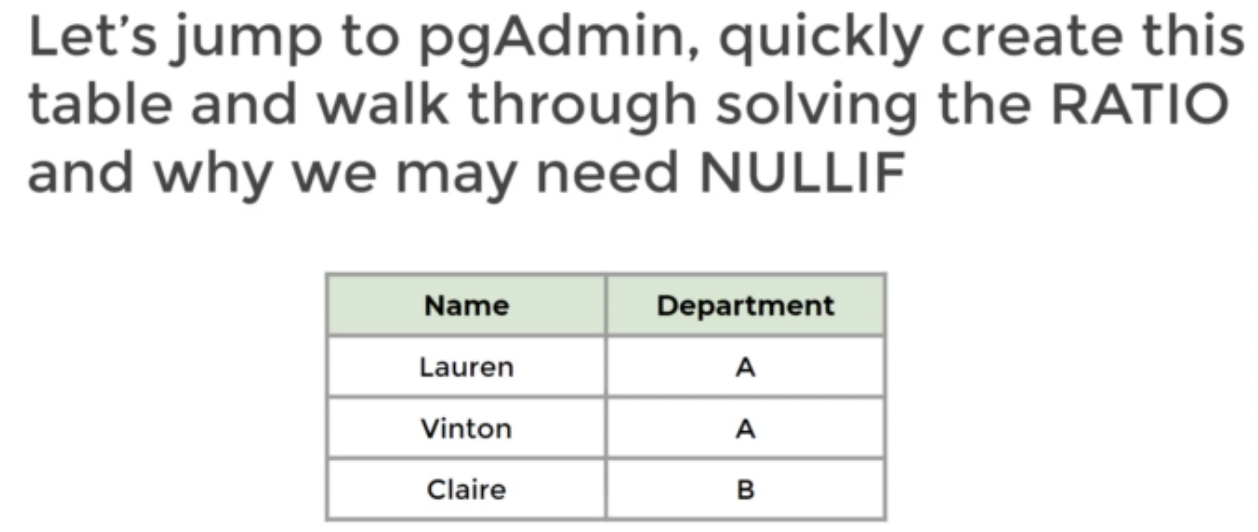 Let's jump to pgAdmin, quickly create this
table and walk through solving the RATIO
and why we may need NULLIF
Name Department
Lauren A
Vinton A
Claire B